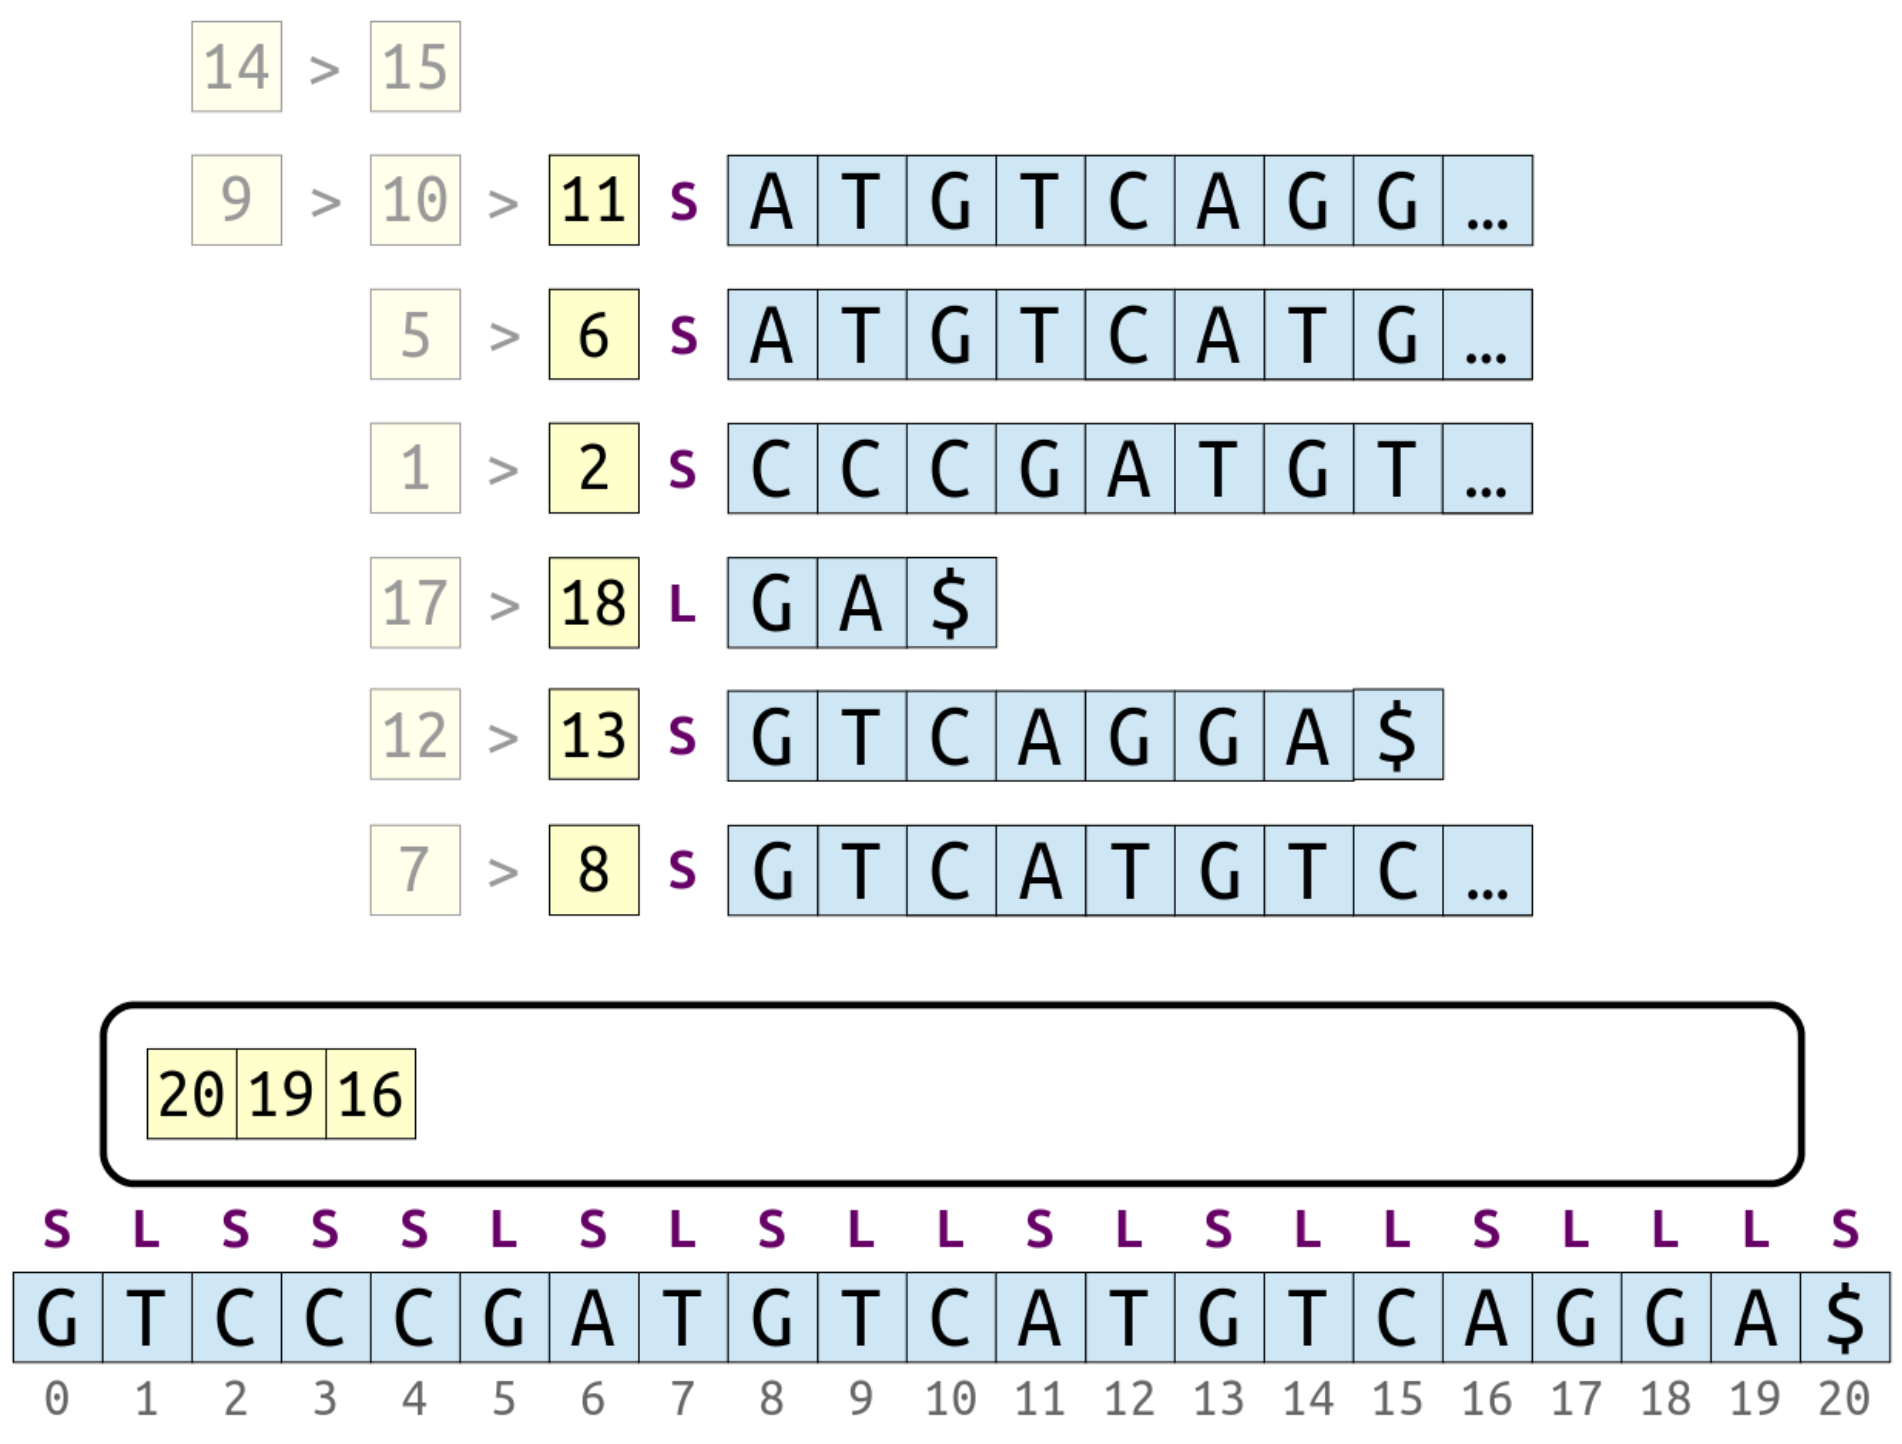 14 > 15
9 > 10 > 11 S A T G T C A G G …
5 > 6 S A T G T C A T G …
1 > 2 S C C C G A T G T …
17 > 18 L G A $
12 > 13 S G T C A G G A $
7 > 8 S G T C A T G T C …
20 19 16
S L S S S L S L S L L S L S L L S L L L S
G T C C C G A T G T C A T G T C A G G A $
0 1 2 3 4 5 6 7 8 9 10 11 12 13 14 15 16 17 18 19 20